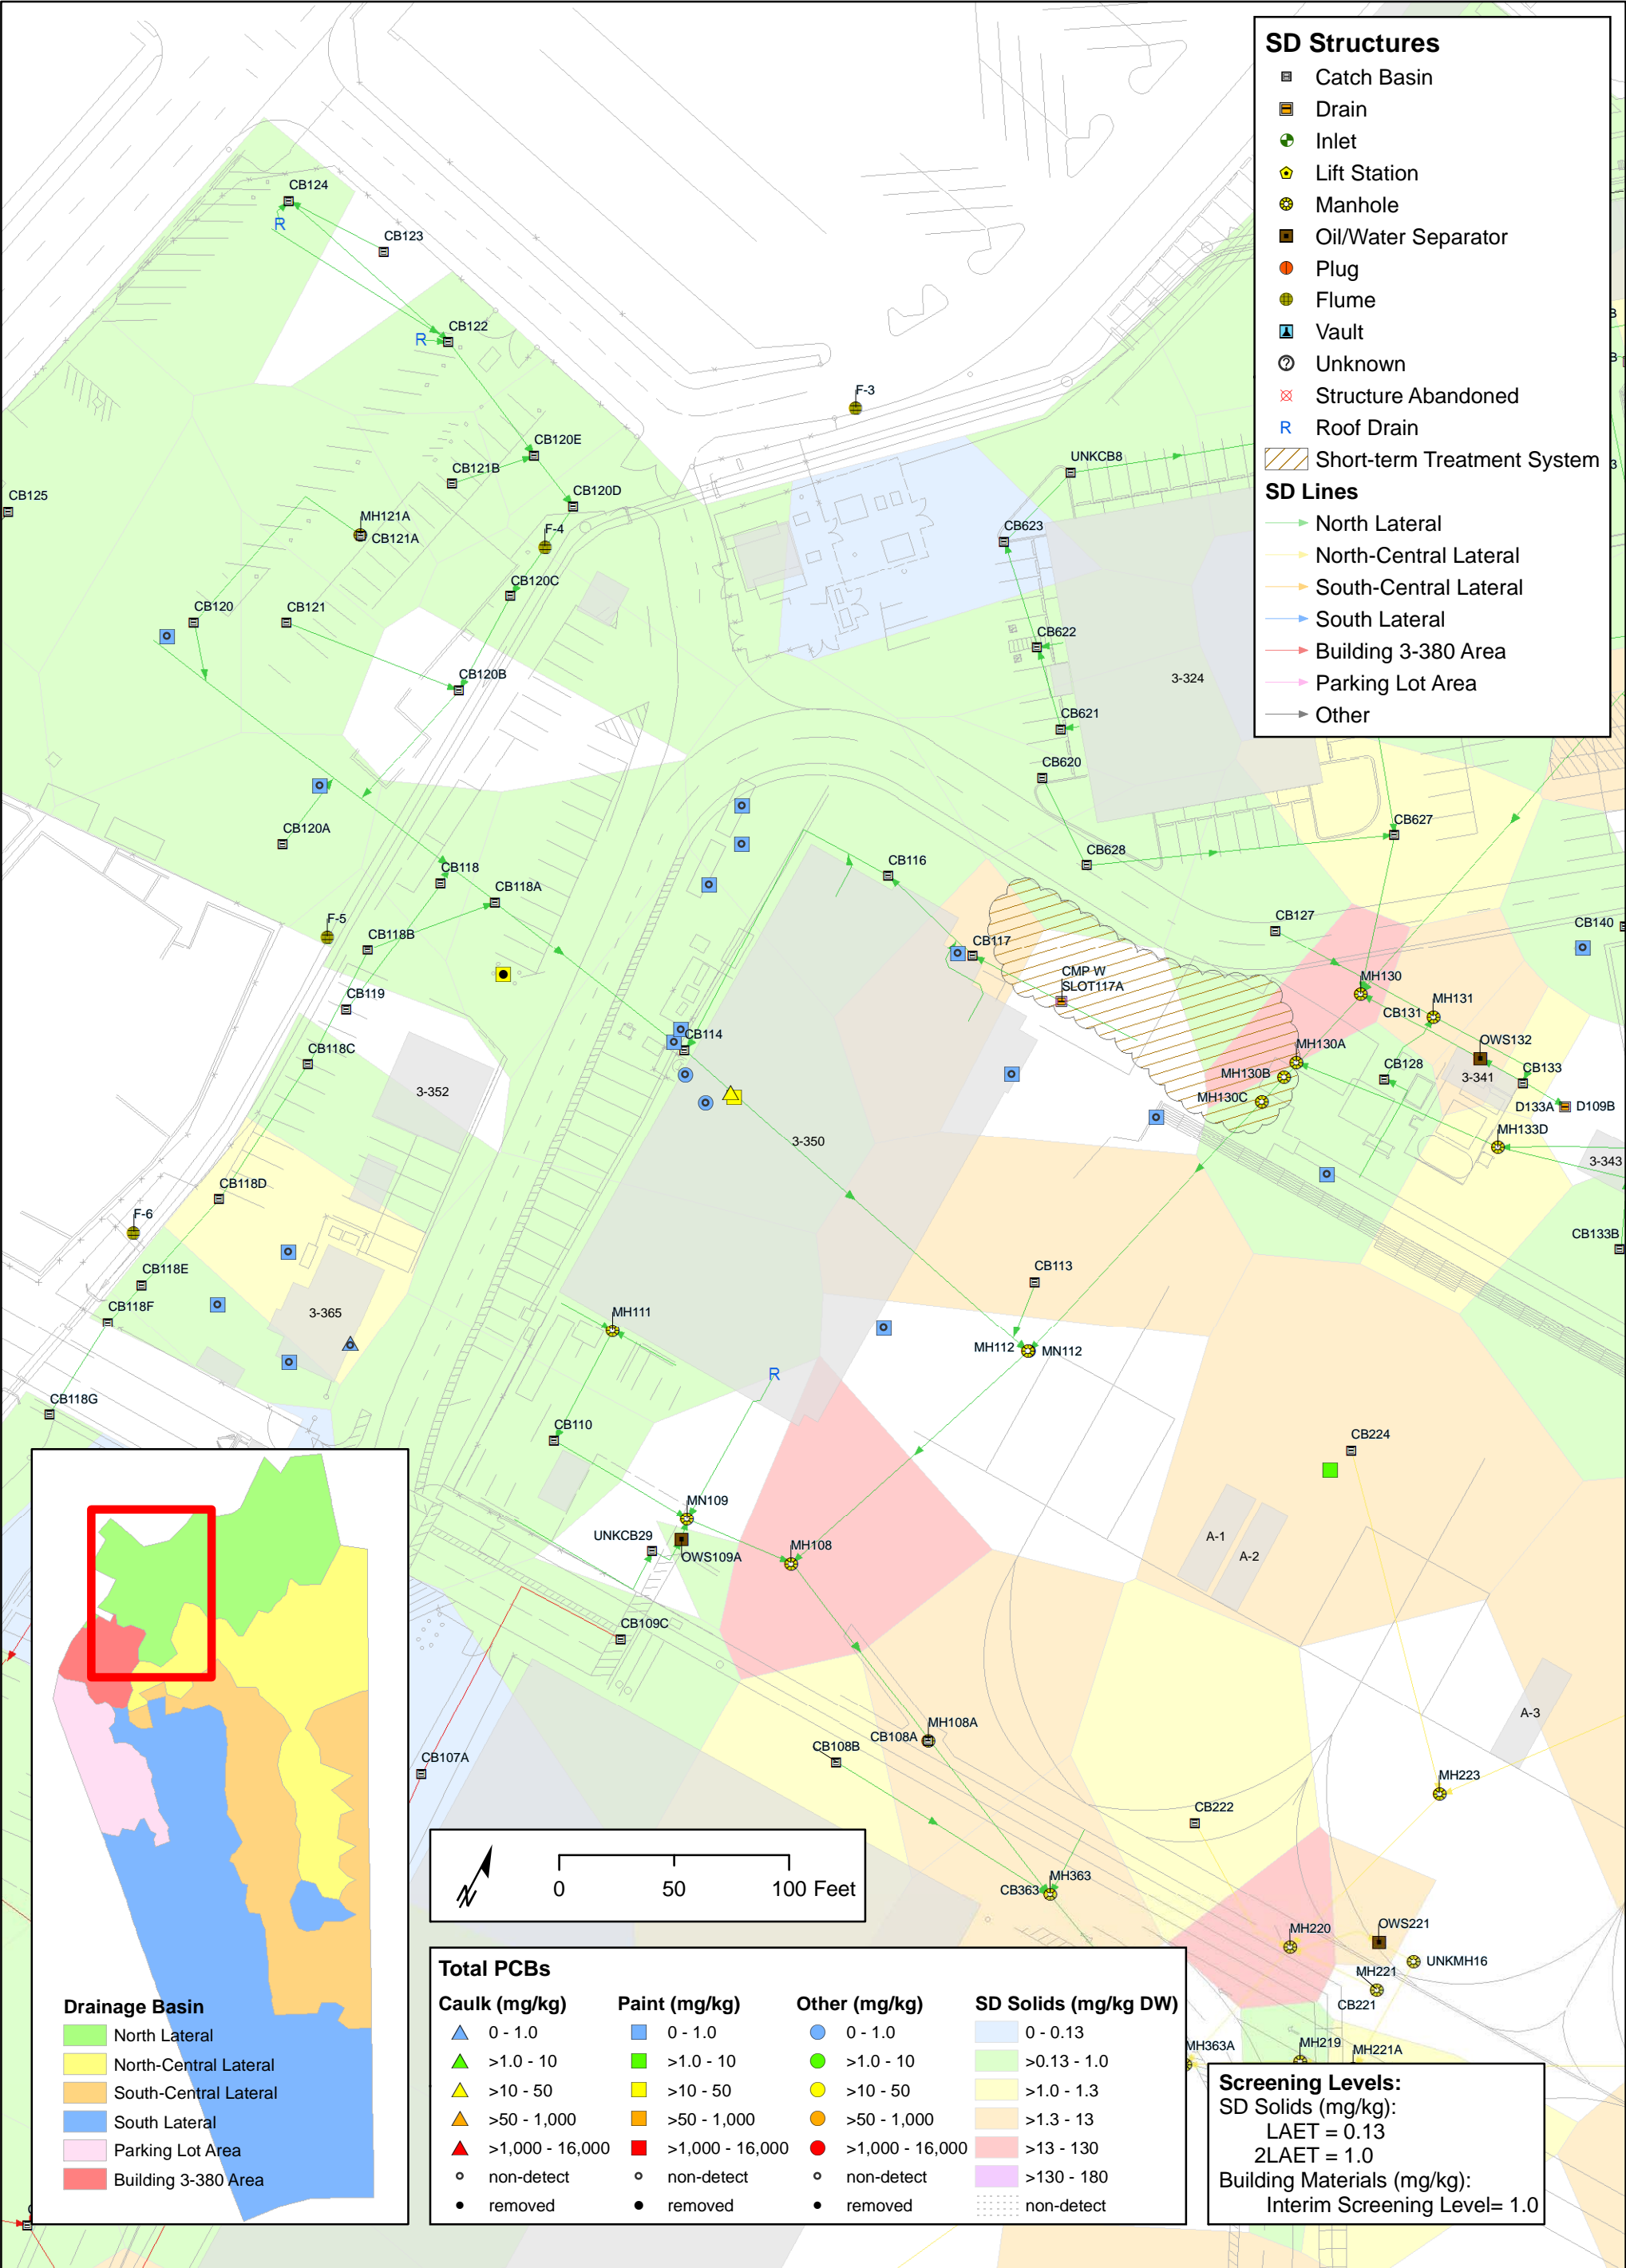 SD Structures
Catch Basin
Drain
Inlet
Lift Station
Manhole
Oil/Water Separator
Plug
Flume
Vault
Unknown
Structure Abandoned
R Roof Drain
Short-term Treatment System
SD Lines
North Lateral
North-Central Lateral
South-Central Lateral
South Lateral
Building 3-380 Area
Parking Lot Area
Other
CB124
R
CB123
CB122
R
F-3
CB120E
CB121B
UNKCB8
CB125
CB120D
MH121A
CB121A
F-4
CB623
CB120C
CB120
CB121
CB622
CB120B
3-324
CB621
CB620
CB120A
CB627
CB628
CB116
CB118
CB118A
F-5
CB127
CB140
CB118B
CB117
CMP W
SLOT117A
MH130
MH131
CB119
CB131
CB114
OWS132
MH130A
CB118C
MH130B
CB128
3-341
CB133
3-352
MH130C
D133A
D109B
3-350
MH133D
3-343
CB118D
F-6
CB133B
CB113
CB118E
CB118F
3-365
MH111
MH112
MN112
R
CB118G
CB110
CB224
MN109
UNKCB29
OWS109A
MH108
A-1
A-2
CB109C
A-3
MH108A
CB108A
CB108B
CB107A
MH223
CB222
MH363
CB363
MH220
OWS221
UNKMH16
MH221
CB221
MH363A
MH219
MH221A
N
0 50 100 Feet
Drainage Basin
North Lateral
North-Central Lateral
South-Central Lateral
South Lateral
Parking Lot Area
Building 3-380 Area
Total PCBs
Caulk (mg/kg) Paint (mg/kg) Other (mg/kg) SD Solids (mg/kg DW)
0 - 1.0 0 - 1.0 0 - 1.0 0 - 0.13
>1.0 - 10 >1.0 - 10 >1.0 - 10 >0.13 - 1.0
>10 - 50 >10 - 50 >10 - 50 >1.0 - 1.3
>50 - 1,000 >50 - 1,000 >50 - 1,000 >1.3 - 13
>1,000 - 16,000 >1,000 - 16,000 >1,000 - 16,000 >13 - 130
non-detect non-detect non-detect >130 - 180
removed removed removed non-detect
Screening Levels:
SD Solids (mg/kg):
LAET = 0.13
2LAET = 1.0
Building Materials (mg/kg):
Interim Screening Level= 1.0